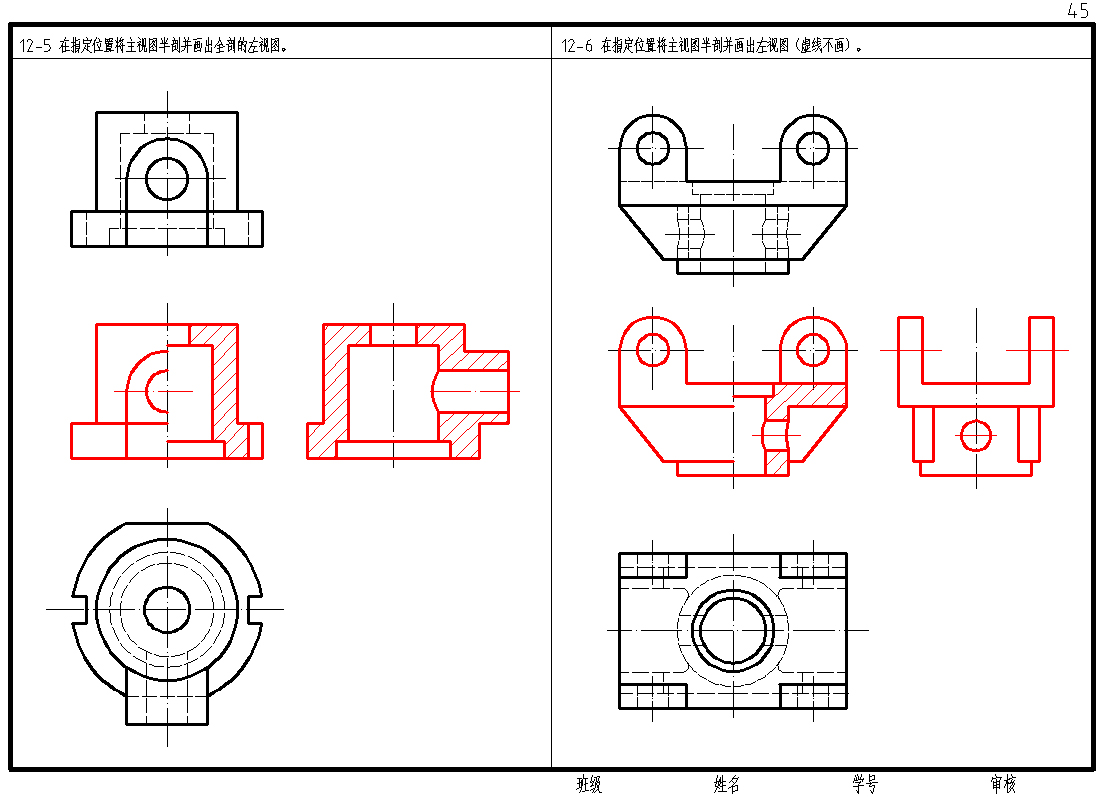 45
12-5 在指定位置将主视图半剖并画出全剖的左视图。
12-6 在指定位置将主视图半剖并画出左视图（虚线不画）。
班级 姓名 学号 审核